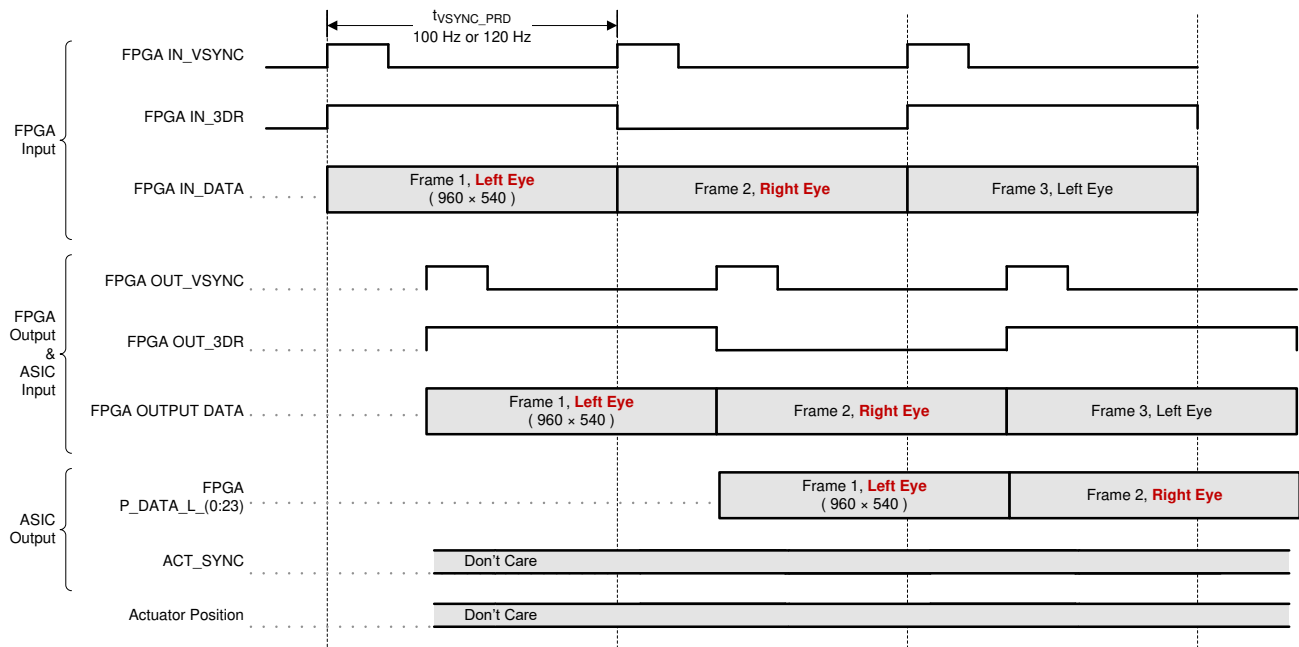 tVSYNC_PRD
100 Hz or 120 Hz
FPGA IN_VSYNC
FPGA IN_3DR
FPGA
Input
FPGA IN_DATA
Frame 1, Left Eye
( 960 × 540 )
Frame 2, Right Eye
Frame 3, Left Eye
FPGA OUT_VSYNC
FPGA OUT_3DR
FPGA
Output
&
ASIC
Input
FPGA OUTPUT DATA
Frame 1, Left Eye
( 960 × 540 )
Frame 2, Right Eye
Frame 3, Left Eye
FPGA
P_DATA_L_(0:23)
Frame 1, Left Eye
( 960 × 540 )
Frame 2, Right Eye
ASIC
Output
ACT_SYNC
Don't Care
Actuator Position
Don't Care